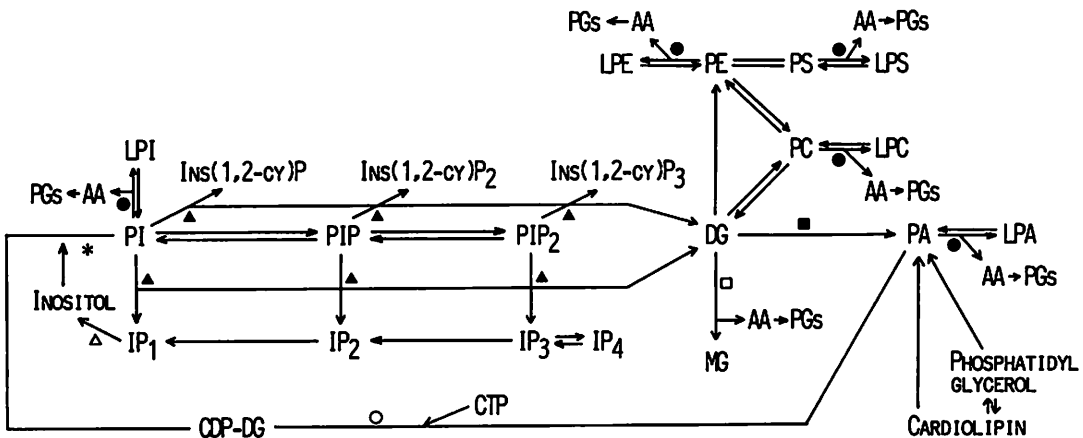 PGs AA AA PGs
LPE PE PS LPS
LPI Ins(1,2-cy)P Ins(1,2-cy)P2 Ins(1,2-cy)P3 PC LPC
PGs AA AA PGs
PI PIP PIP2 DG PA LPA
* AA PGs
Inositol AA PGs
IP1 IP2 IP3 IP4 MG
Phosphatidyl
glycerol
CTP
CDP-DG Cardiolipin